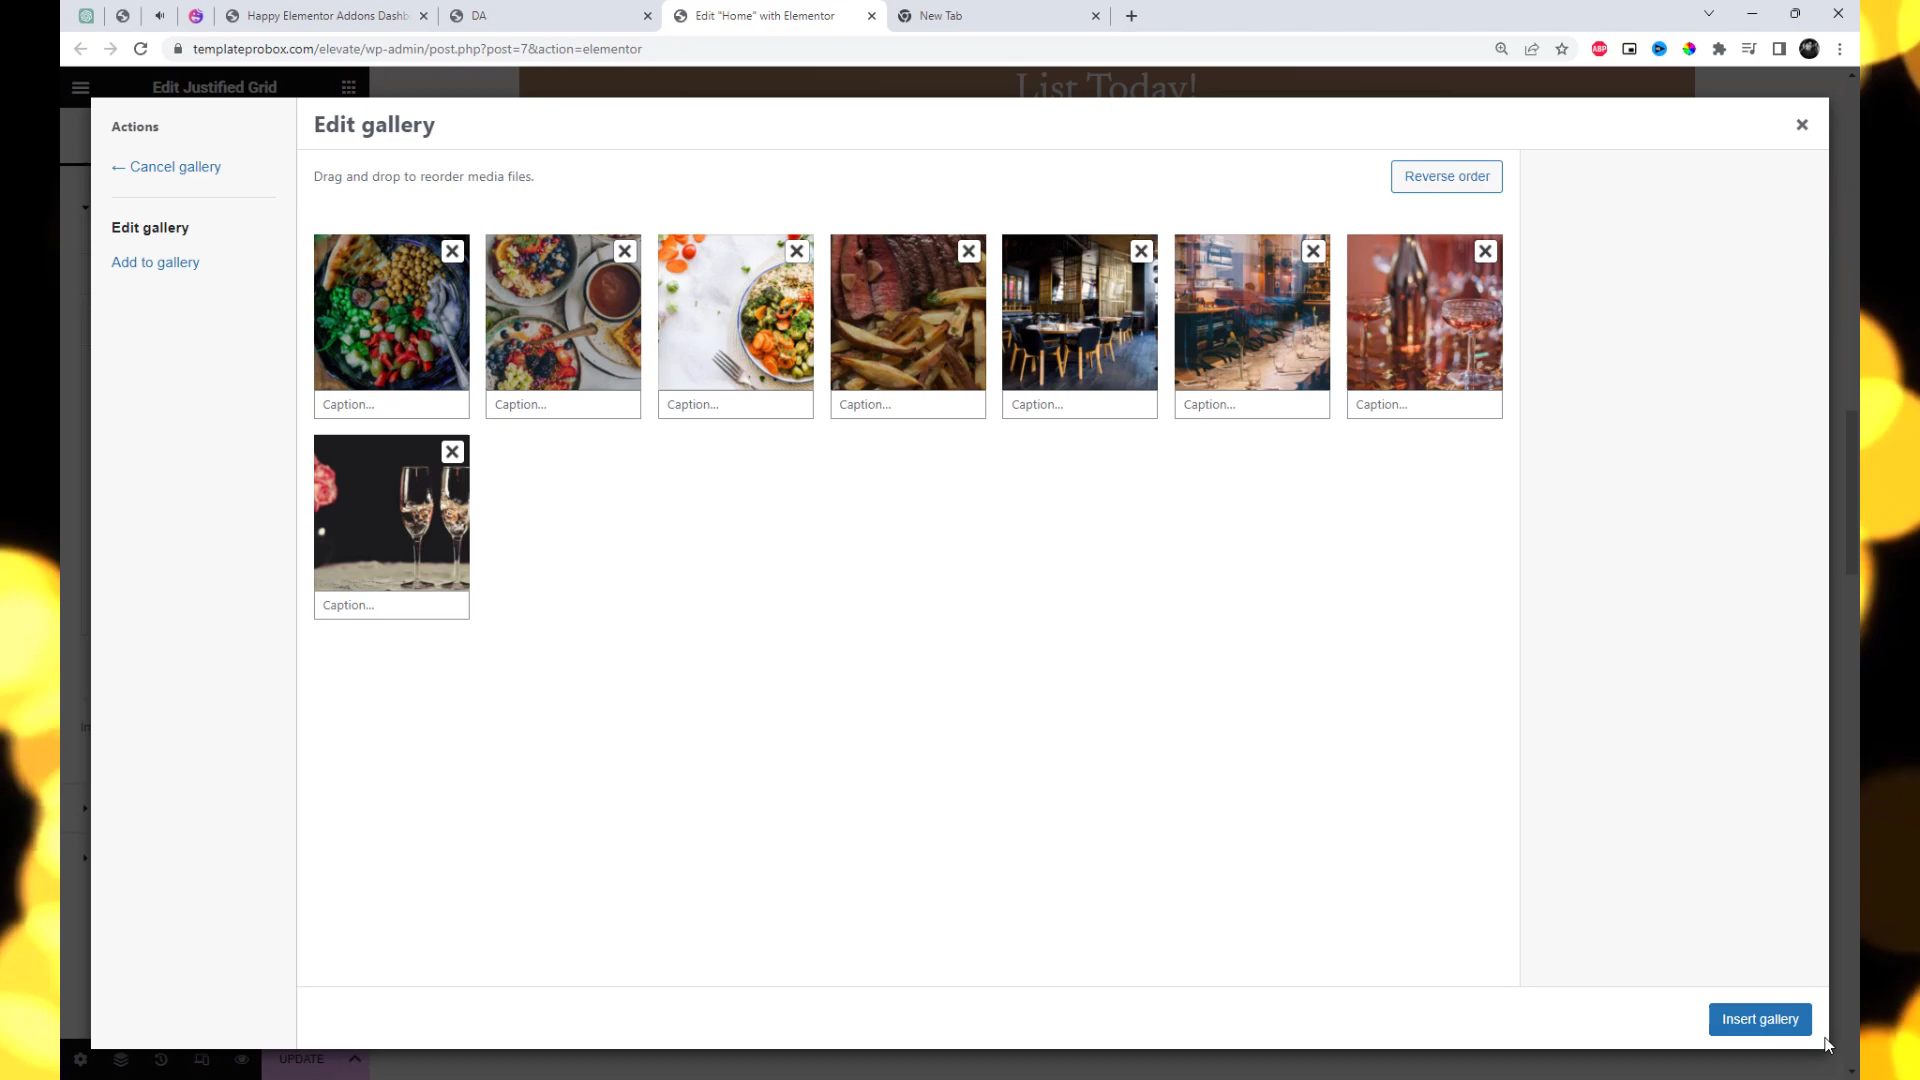 Happy Elementor Addons Dashb
DA
Edit "Home" with Elementor
New Tab
templateprobox.com/elevate/wp-admin/post.php?post=7&action=elementor
ABP
Edit Justified Grid
List Today!
Actions
← Cancel gallery
Edit gallery
Add to gallery
Edit gallery
Drag and drop to reorder media files.
Reverse order
Caption...
Caption...
Caption...
Caption...
Caption...
Caption...
Caption...
Caption...
Insert gallery
UPDATE